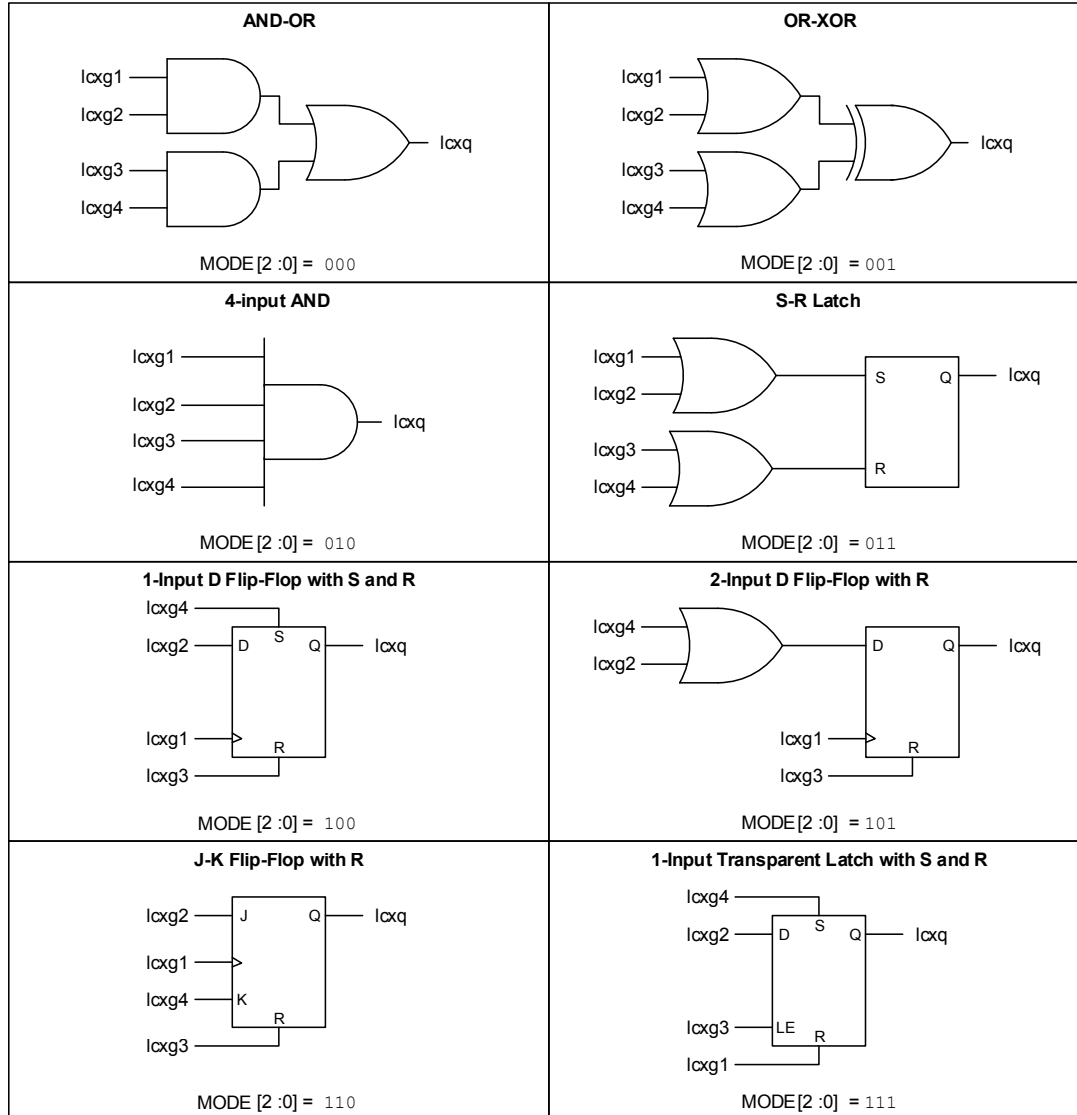 AND-OR
lcxg1
lcxg2
lcxg3
lcxg4
lcxq
MODE[2 :0] = 000
OR-XOR
lcxg1
lcxg2
lcxg3
lcxg4
lcxq
MODE[2 :0] = 001
4-input AND
lcxg1
lcxg2
lcxg3
lcxg4
lcxq
MODE[2 :0] = 010
S-R Latch
lcxg1
lcxg2
lcxg3
lcxg4
S
Q
lcxq
R
MODE[2 :0] = 011
1-Input D Flip-Flop with S and R
lcxg4
S
lcxg2
D
Q
lcxq
lcxg1
R
lcxg3
MODE [2 :0] = 100
2-Input D Flip-Flop with R
lcxg4
lcxg2
D
Q
lcxq
lcxg1
R
lcxg3
MODE[2 :0] = 101
J-K Flip-Flop with R
lcxg2
J
Q
lcxq
lcxg1
lcxg4
K
R
lcxg3
MODE [2 :0] = 110
1-Input Transparent Latch with S and R
lcxg4
S
lcxg2
D
Q
lcxq
lcxg3
LE
R
lcxg1
MODE[2 :0] = 111